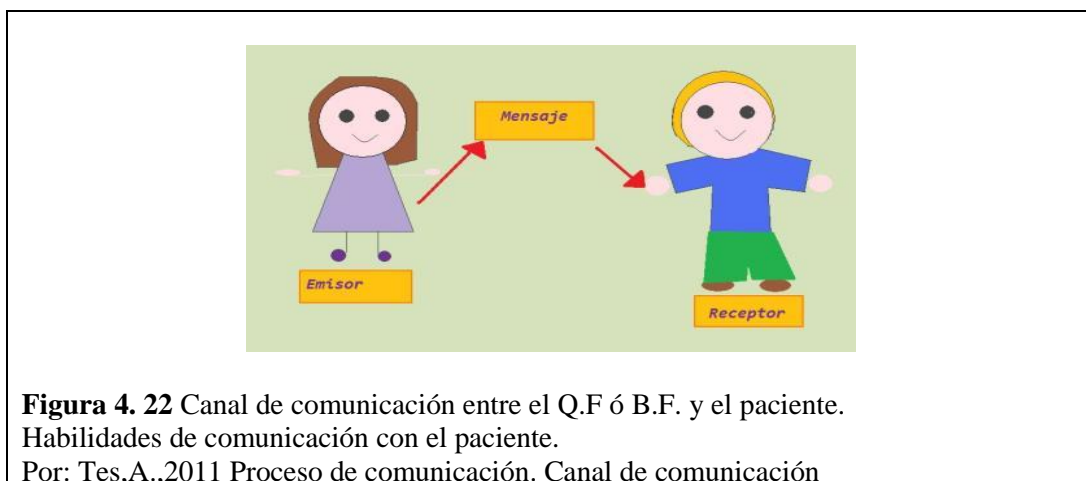 Mensaje
Emisor
Receptor
Figura 4. 22 Canal de comunicación entre el Q.F ó B.F. y el paciente.
Habilidades de comunicación con el paciente.
Por: Tes,A.,2011 Proceso de comunicación. Canal de comunicación